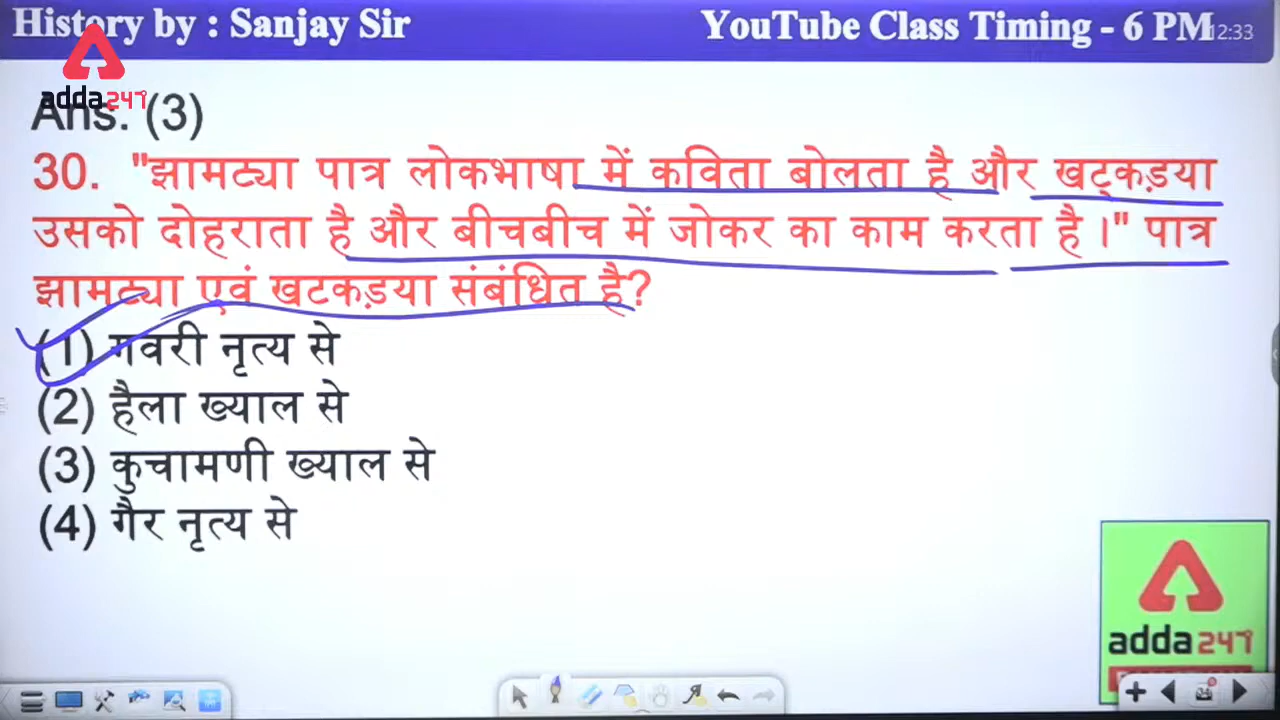 History by : Sanjay Sir
YouTube Class Timing - 6 PM
12:33
adda247
Ans. (3)
30. "झामट्या पात्र लोकभाषा में कविता बोलता है और खट्कड़या
उसको दोहराता है और बीचबीच में जोकर का काम करता है ।" पात्र
झामट्या एवं खटकड़या संबंधित है?
(1) गवरी नृत्य से
(2) हैला ख्याल से
(3) कुचामणी ख्याल से
(4) गैर नृत्य से
adda247